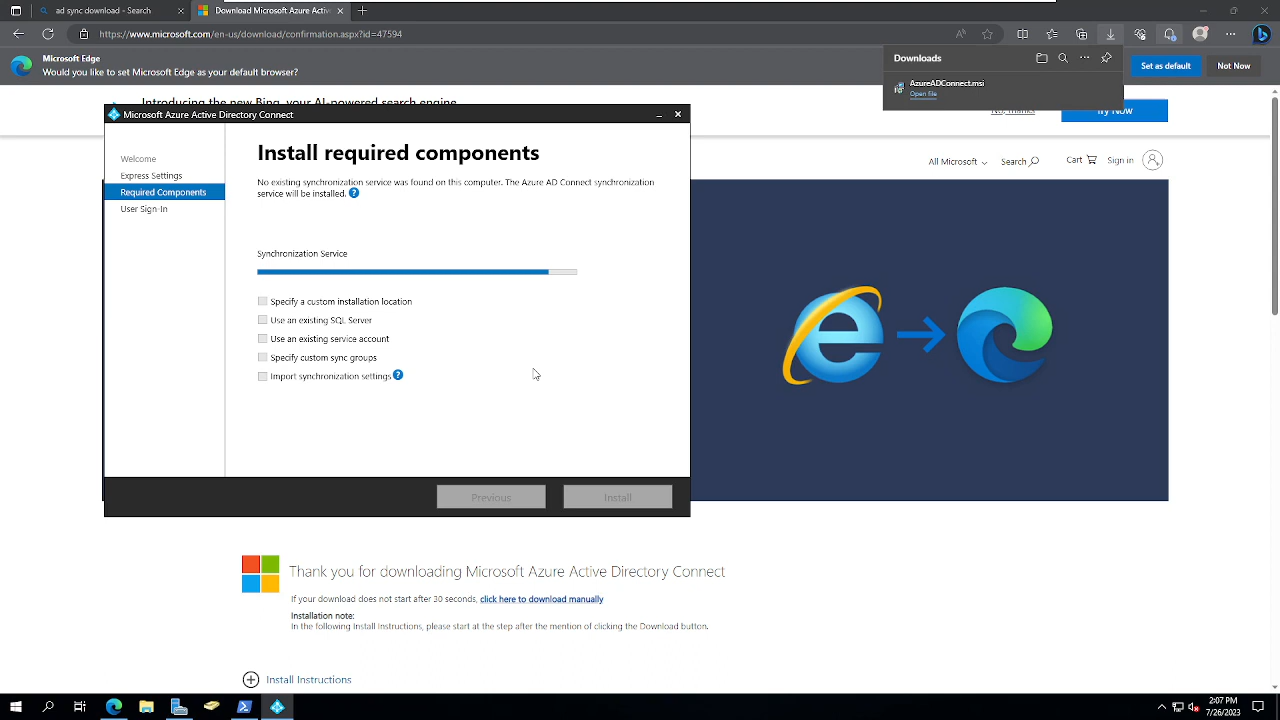 ad sync download - Search
Download Microsoft Azure Activ
https://www.microsoft.com/en-us/download/confirmation.aspx?id=47594
Microsoft Edge
Would you like to set Microsoft Edge as your default browser?
Set as default
Not Now
Downloads
AzureADConnect.msi
Open file
Introducing the new Bing, your AI-powered search engine
No, thanks
Try Now
All Microsoft
Search
Cart
Sign in
Microsoft Azure Active Directory Connect
Welcome
Express Settings
Required Components
User Sign-In
Install required components
No existing synchronization service was found on this computer. The Azure AD Connect synchronization
service will be installed. ?
Synchronization Service
Specify a custom installation location
Use an existing SQL Server
Use an existing service account
Specify custom sync groups
Import synchronization settings ?
Previous
Install
Thank you for downloading Microsoft Azure Active Directory Connect
If your download does not start after 30 seconds, click here to download manually
Installation note:
In the following Install Instructions, please start at the step after the mention of clicking the Download button.
Install Instructions
2:07 PM
7/26/2023